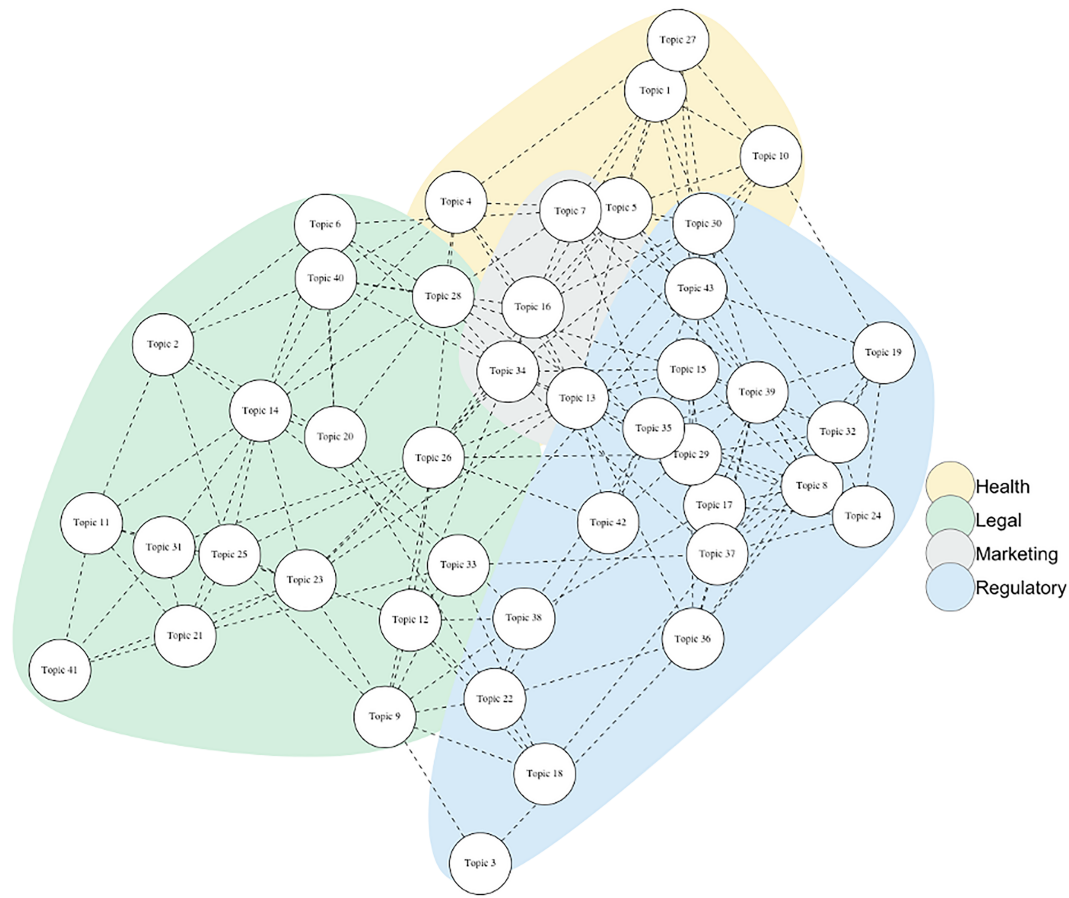 Topic 27
Topic 1
Topic 10
Topic 4
Topic 7
Topic 5
Topic 6
Topic 30
Topic 40
Topic 43
Topic 28
Topic 16
Topic 2
Topic 19
Topic 34
Topic 15
Topic 39
Topic 13
Topic 14
Topic 20
Topic 35
Topic 32
Topic 29
Topic 26
Topic 8
Health
Topic 17
Topic 24
Legal
Topic 11
Topic 42
Topic 31
Topic 25
Topic 37
Marketing
Topic 33
Topic 23
Regulatory
Topic 12
Topic 38
Topic 21
Topic 36
Topic 41
Topic 22
Topic 9
Topic 18
Topic 3